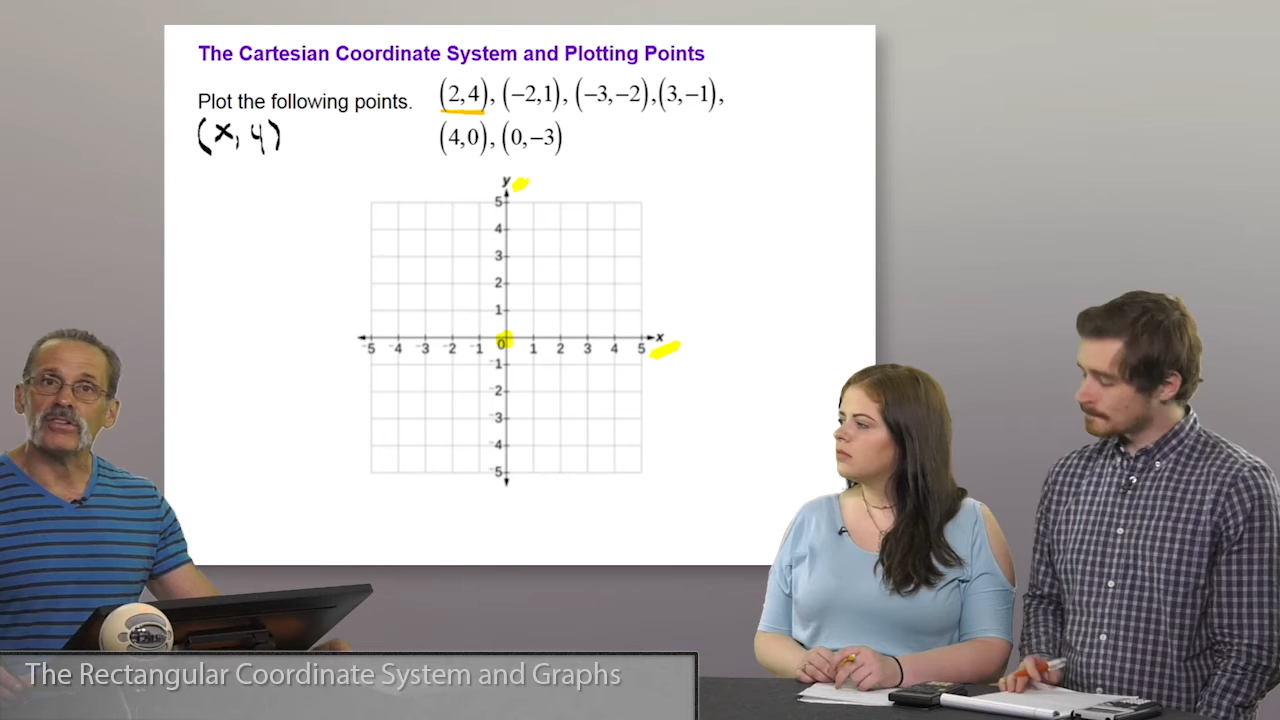 The Cartesian Coordinate System and Plotting Points
Plot the following points. (2,4), (−2,1), (−3,−2),(3,−1),
(x, y) (4,0), (0,−3)
y
5
4
3
2
1
-5 -4 -3 -2 -1 0 1 2 3 4 5 x
-1
-2
-3
-4
-5
The Rectangular Coordinate System and Graphs